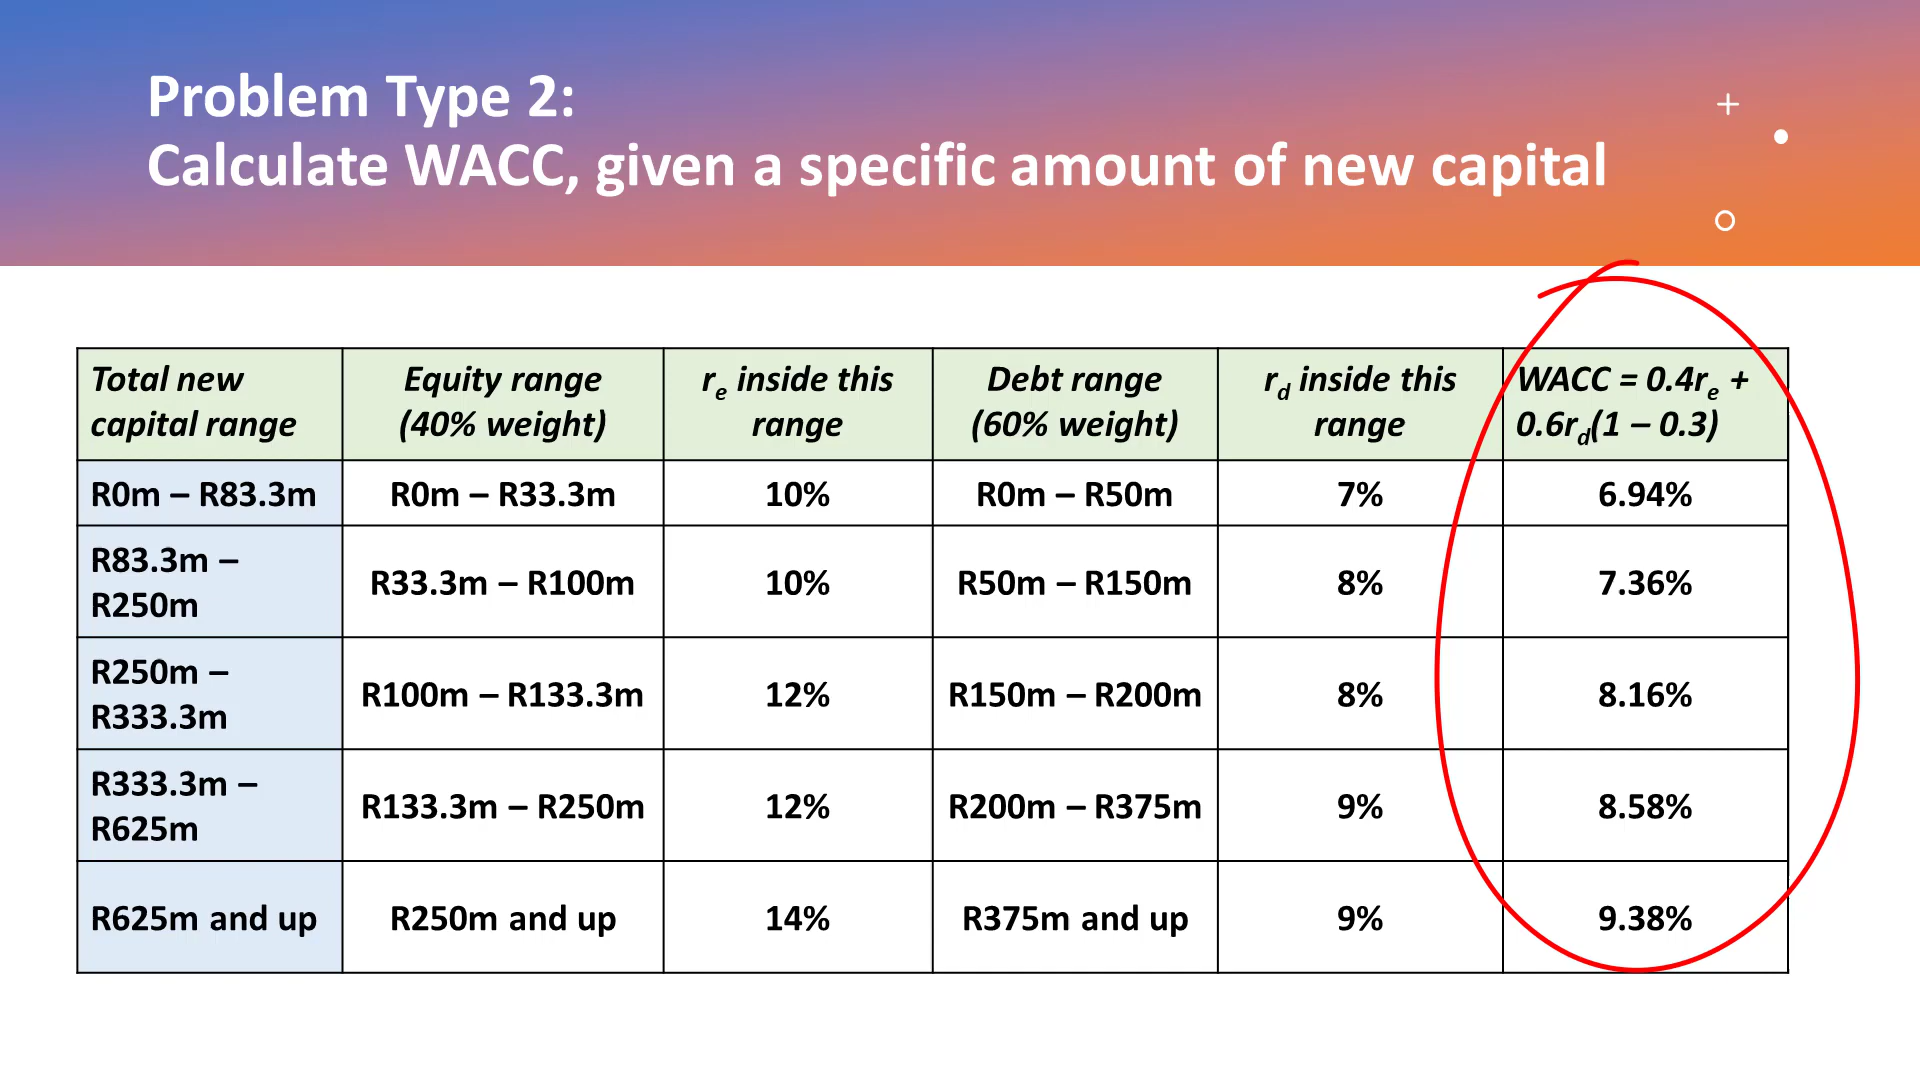 Problem Type 2:
Calculate WACC, given a specific amount of new capital
Total new capital range
Equity range (40% weight)
re inside this range
Debt range (60% weight)
rd inside this range
WACC = 0.4re + 0.6rd(1 – 0.3)
R0m – R83.3m
R0m – R33.3m
10%
R0m – R50m
7%
6.94%
R83.3m – R250m
R33.3m – R100m
10%
R50m – R150m
8%
7.36%
R250m – R333.3m
R100m – R133.3m
12%
R150m – R200m
8%
8.16%
R333.3m – R625m
R133.3m – R250m
12%
R200m – R375m
9%
8.58%
R625m and up
R250m and up
14%
R375m and up
9%
9.38%